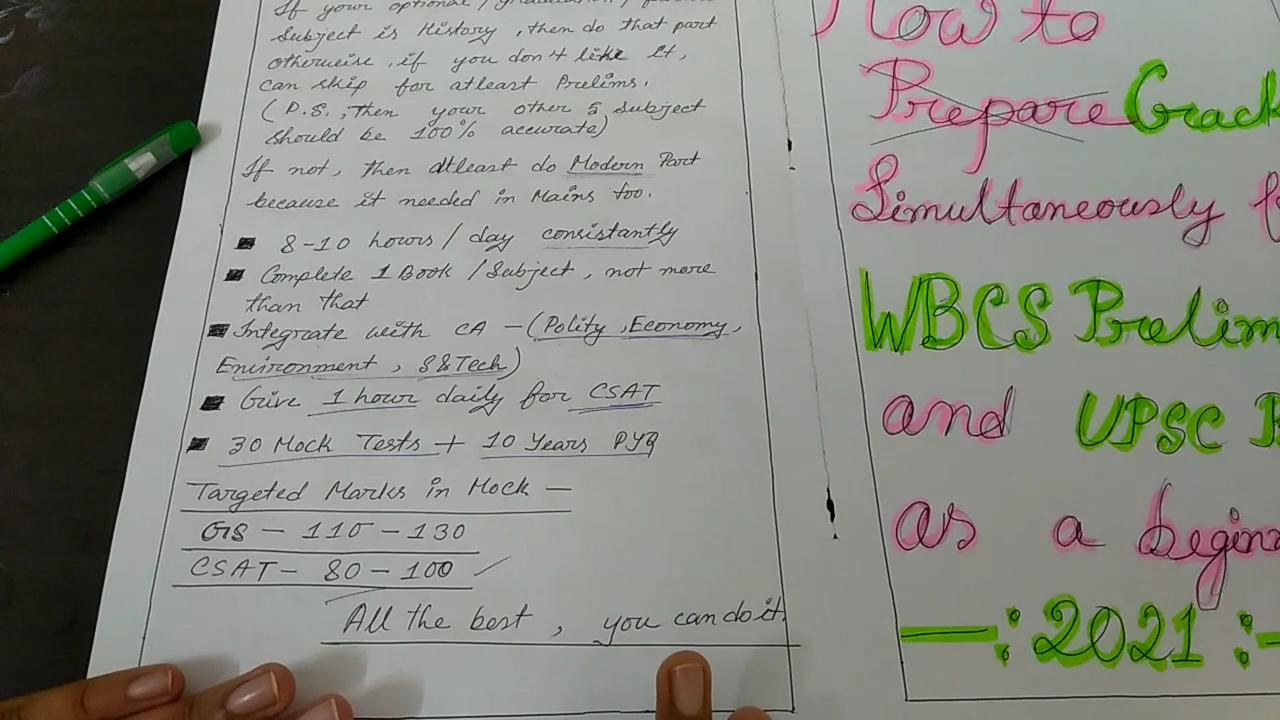 If your optional / graduation /
Subject is History , then do that part
otherwise , if you don't like it ,
can skip for atleast Prelims .
( P.S. , then your other 5 subject
should be 100% accurate)
If not , then atleast do Modern Part
because it needed in Mains too .
8-10 hours / day consistantly
Complete 1 Book / Subject , not more
than that
Integrate with CA - (Polity , Economy ,
Environment , S&Tech)
Give 1 hour daily for CSAT
30 Mock Tests + 10 Years PYQ
Targeted Marks in Mock —
GS - 110 - 130
CSAT - 80 - 100
All the best , you can do it.
How to
Prepare Crack
Simultaneously f
WBCS Prelim
and UPSC
as a beginn
—: 2021 :—